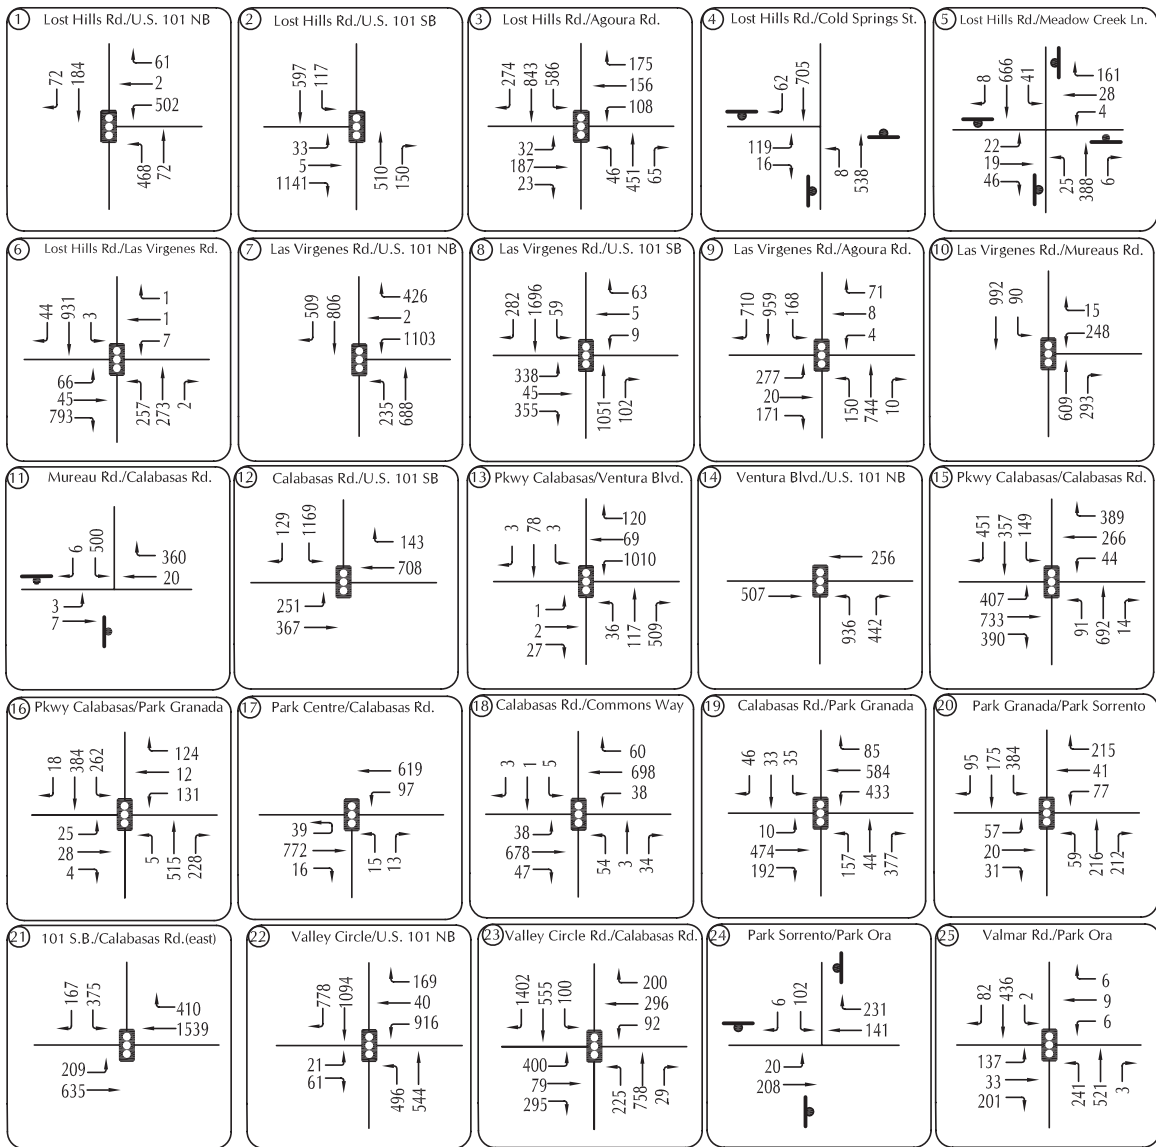 1 Lost Hills Rd./U.S. 101 NB
72 184
61
2
502
468 72
2 Lost Hills Rd./U.S. 101 SB
597 117
33
5
1141
510 150
3 Lost Hills Rd./Agoura Rd.
274 843 586
175
156
108
32
187
23
46 451 65
4 Lost Hills Rd./Cold Springs St.
62 705
119
16
8 538
5 Lost Hills Rd./Meadow Creek Ln.
8 666 41
161
28
4
22
19
46
25 388 6
6 Lost Hills Rd./Las Virgenes Rd.
44 931 3
1
1
7
66
45
793
257 273 2
7 Las Virgenes Rd./U.S. 101 NB
509 806
426
2
1103
235 688
8 Las Virgenes Rd./U.S. 101 SB
282 1696 59
63
5
9
338
45
355
1051 102
9 Las Virgenes Rd./Agoura Rd.
710 959 168
71
8
4
277
20
171
150 744 10
10 Las Virgenes Rd./Mureaus Rd.
992 90
15
248
609 293
11 Mureau Rd./Calabasas Rd.
6 500
360
20
3
7
12 Calabasas Rd./U.S. 101 SB
129 1169
143
708
251
367
13 Pkwy Calabasas/Ventura Blvd.
3 78 3
120
69
1010
1
2
27
36 117 509
14 Ventura Blvd./U.S. 101 NB
256
507
936 442
15 Pkwy Calabasas/Calabasas Rd.
451 357 149
389
266
44
407
733
390
91 692 14
16 Pkwy Calabasas/Park Granada
18 384 262
124
12
131
25
28
4
5 515 228
17 Park Centre/Calabasas Rd.
619
97
39
772
16
15 13
18 Calabasas Rd./Commons Way
3 1 5
60
698
38
38
678
47
54 3 34
19 Calabasas Rd./Park Granada
46 33 35
85
584
433
10
474
192
157 44 377
20 Park Granada/Park Sorrento
95 175 384
215
41
77
57
20
31
59 216 212
21 101 S.B./Calabasas Rd.(east)
167 375
410
1539
209
635
22 Valley Circle/U.S. 101 NB
778 1094
169
40
916
21
61
496 544
23 Valley Circle Rd./Calabasas Rd.
1402 555 100
200
296
92
400
79
295
225 758 29
24 Park Sorrento/Park Ora
6 102
231
141
20
208
25 Valmar Rd./Park Ora
82 436 2
6
9
6
137
33
201
241 521 3